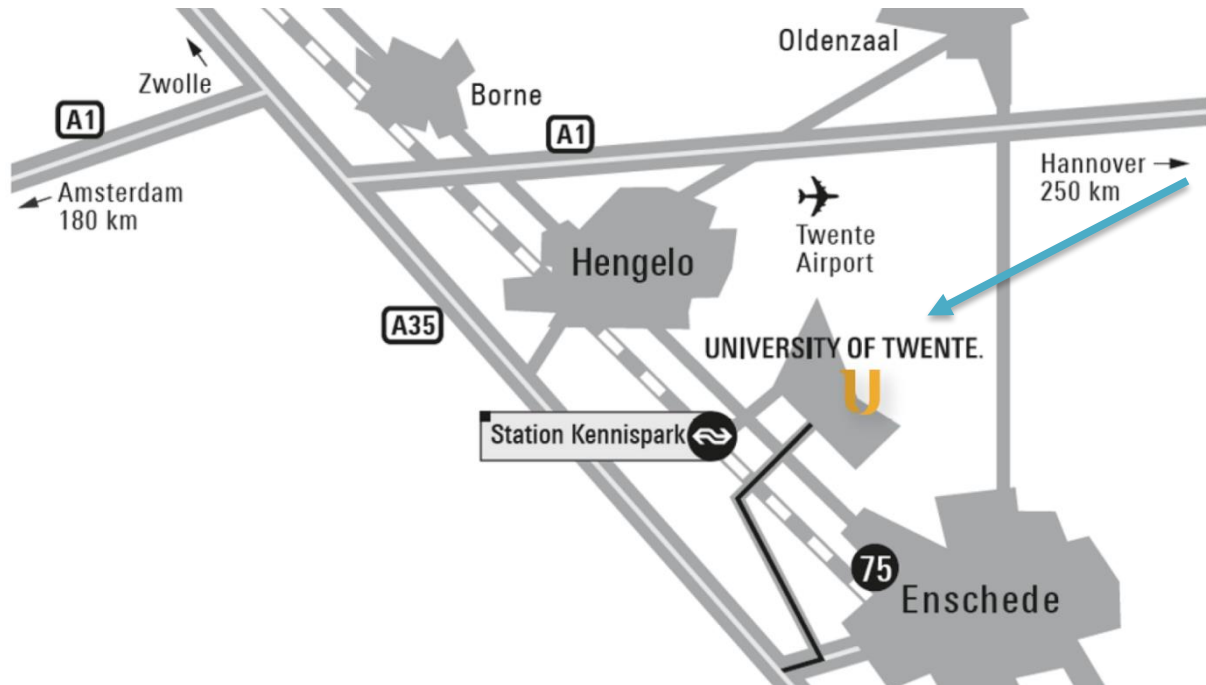 Oldenzaal
Zwolle
Borne
A1
A1
Hannover
250 km
Amsterdam
180 km
Twente
Airport
Hengelo
A35
UNIVERSITY OF TWENTE.
U
Station Kennispark
75
Enschede